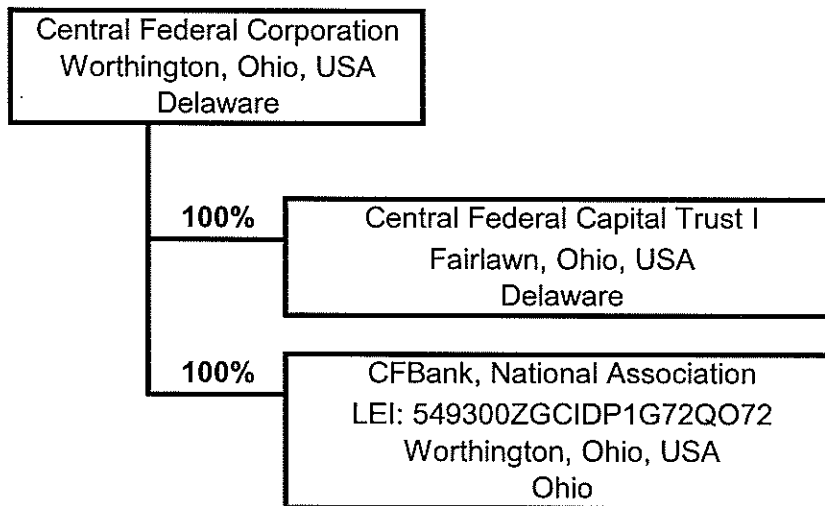 Central Federal Corporation
Worthington, Ohio, USA
Delaware
100%
Central Federal Capital Trust I
Fairlawn, Ohio, USA
Delaware
100%
CFBank, National Association
LEI: 549300ZGCIDP1G72QO72
Worthington, Ohio, USA
Ohio